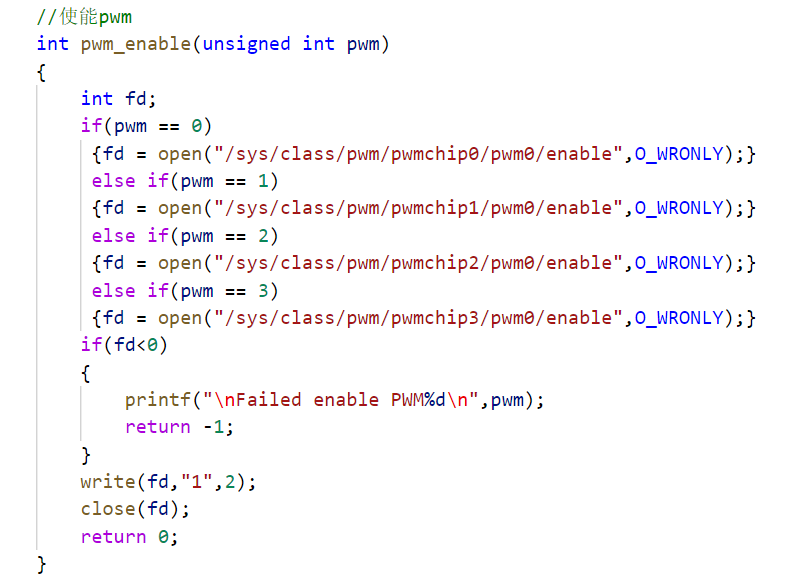 //使能pwm
int pwm_enable(unsigned int pwm)
{
    int fd;
    if(pwm == 0)
     {fd = open("/sys/class/pwm/pwmchip0/pwm0/enable",O_WRONLY);}
     else if(pwm == 1)
     {fd = open("/sys/class/pwm/pwmchip1/pwm0/enable",O_WRONLY);}
     else if(pwm == 2)
     {fd = open("/sys/class/pwm/pwmchip2/pwm0/enable",O_WRONLY);}
     else if(pwm == 3)
     {fd = open("/sys/class/pwm/pwmchip3/pwm0/enable",O_WRONLY);}
    if(fd<0)
    {
        printf("\nFailed enable PWM%d\n",pwm);
        return -1;
    }
    write(fd,"1",2);
    close(fd);
    return 0;
}